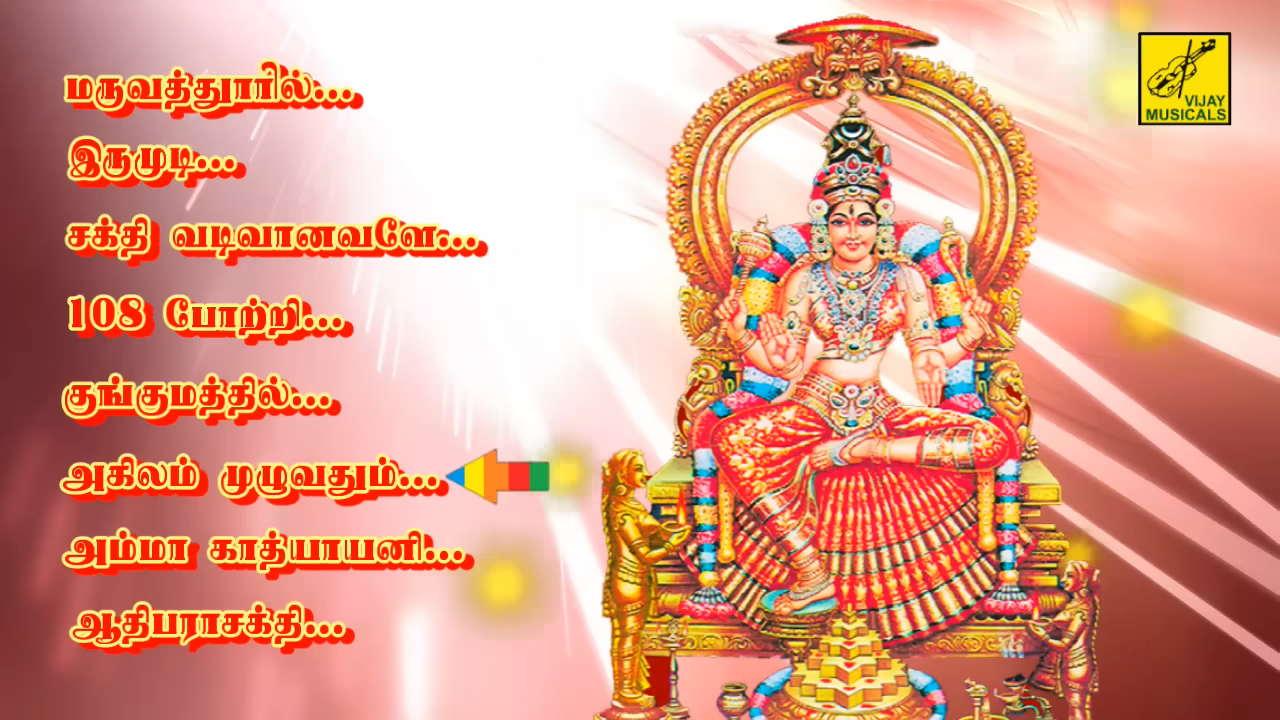 மருவத்தூரில்...
இருமுடி...
சக்தி வடிவானவளே...
108 போற்றி...
குங்குமத்தில்...
அகிலம் முழுவதும்...
அம்மா காத்யாயனி...
ஆதிபராசக்தி...
VIJAY
MUSICALS